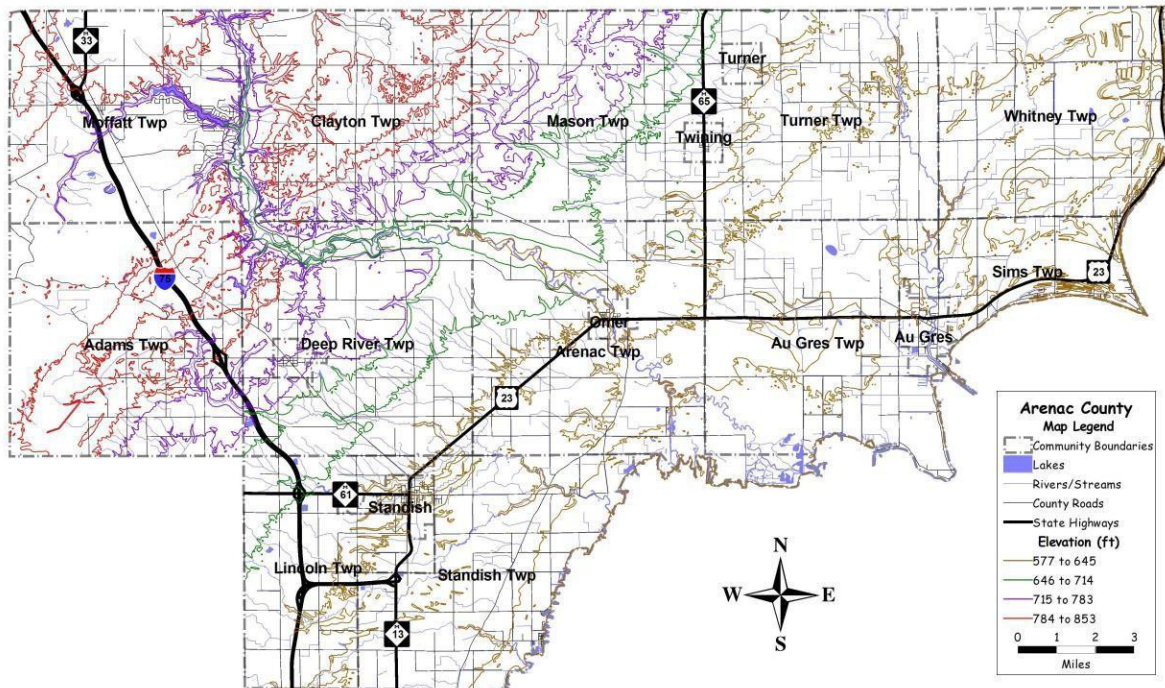 M
33
Turner
M
65
Moffatt Twp
Clayton Twp
Mason Twp
Turner Twp
Whitney Twp
Twining
75
23
Sims Twp
Omer
Adams Twp
Deep River Twp
Arenac Twp
Au Gres Twp
Au Gres
23
M
61
Standish
Lincoln Twp
Standish Twp
M
13
N
W E
S
Arenac County
Map Legend
Community Boundaries
Lakes
Rivers/Streams
County Roads
State Highways
Elevation (ft)
577 to 645
646 to 714
715 to 783
784 to 853
0 1 2 3
Miles